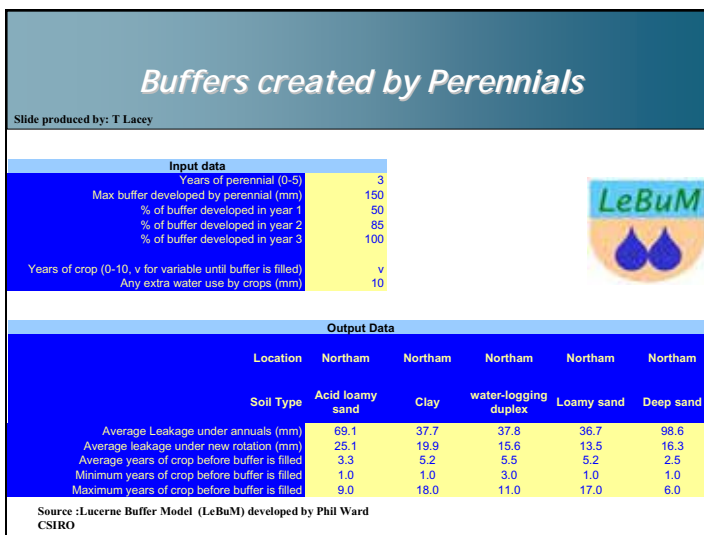 Buffers created by Perennials
Slide produced by: T Lacey
Input data
Years of perennial (0-5) 3
Max buffer developed by perennial (mm) 150
% of buffer developed in year 1 50
% of buffer developed in year 2 85
% of buffer developed in year 3 100
Years of crop (0-10, v for variable until buffer is filled) v
Any extra water use by crops (mm) 10
LeBuM
Output Data
Location Northam Northam Northam Northam Northam
Soil Type Acid loamy sand Clay water-logging duplex Loamy sand Deep sand
Average Leakage under annuals (mm) 69.1 37.7 37.8 36.7 98.6
Average leakage under new rotation (mm) 25.1 19.9 15.6 13.5 16.3
Average years of crop before buffer is filled 3.3 5.2 5.5 5.2 2.5
Minimum years of crop before buffer is filled 1.0 1.0 3.0 1.0 1.0
Maximum years of crop before buffer is filled 9.0 18.0 11.0 17.0 6.0
Source :Lucerne Buffer Model (LeBuM) developed by Phil Ward
CSIRO